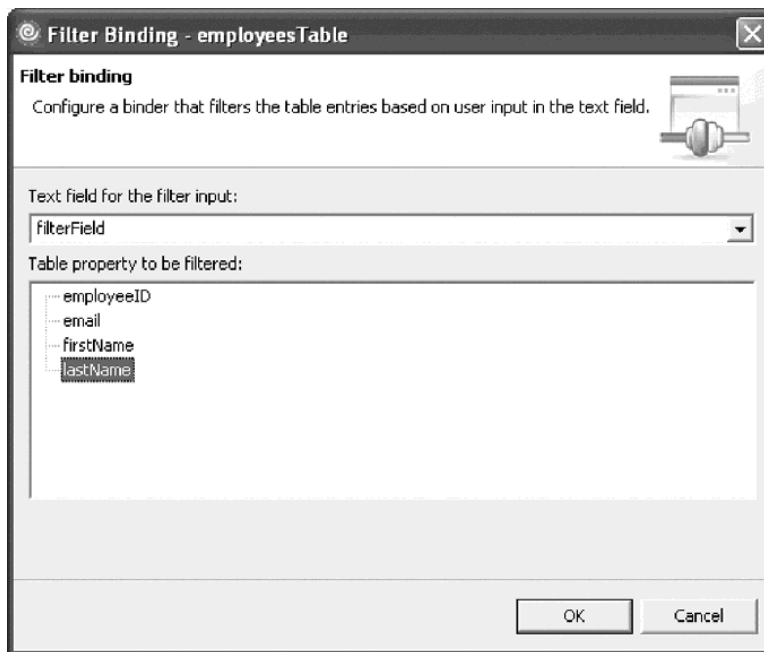 Filter Binding - employeesTable
Filter binding
Configure a binder that filters the table entries based on user input in the text field.
Text field for the filter input:
filterField
Table property to be filtered:
employeeID
email
firstName
lastName
OK
Cancel